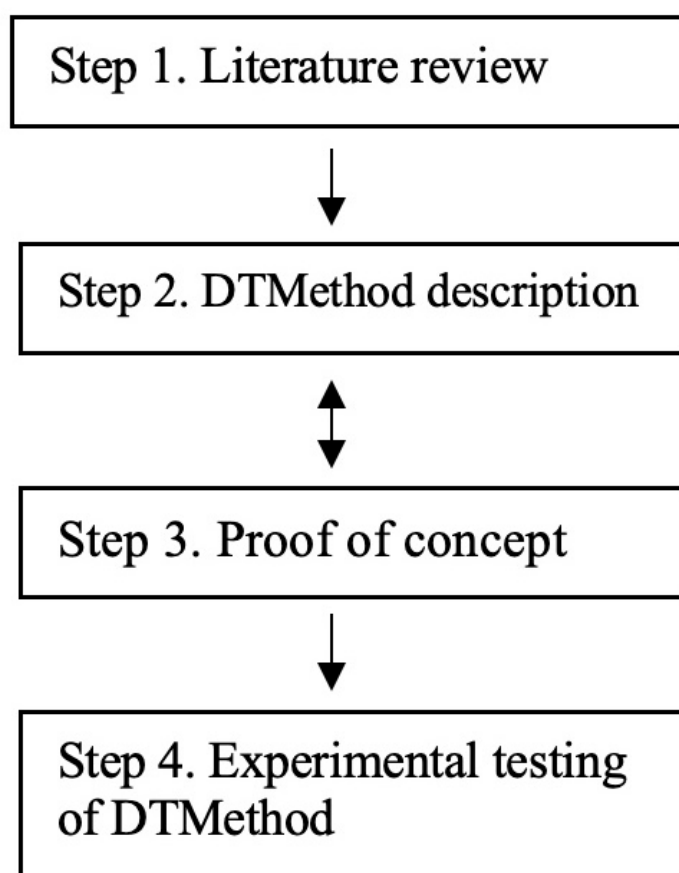 Step 1. Literature review
Step 2. DTMethod description
Step 3. Proof of concept
Step 4. Experimental testing
of DTMethod